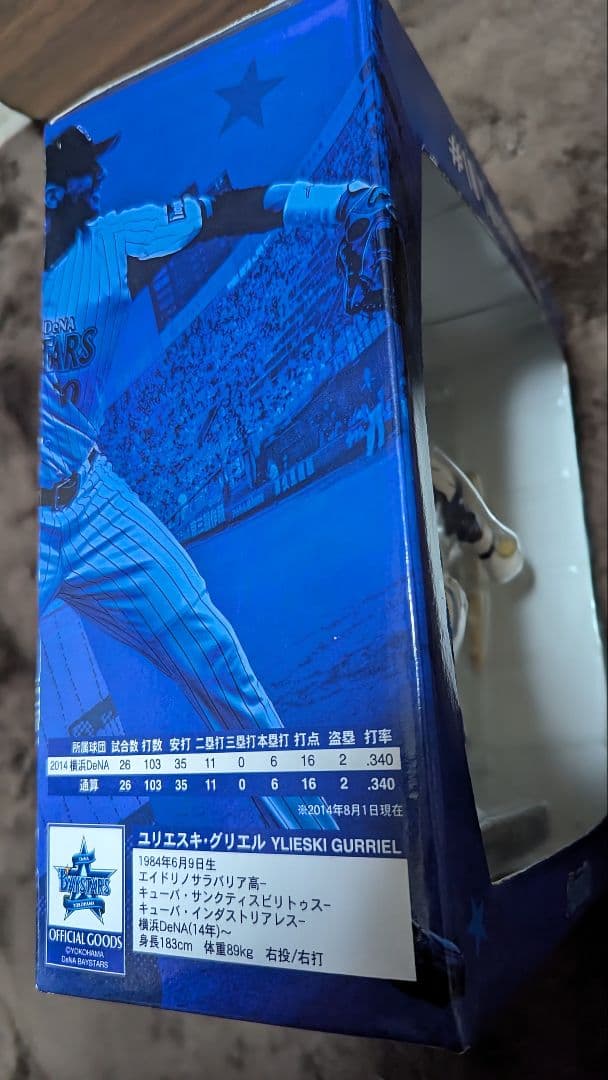 DeNA
TARS
所属球団 試合数 打数 安打 二塁打 三塁打 本塁打 打点 盗塁 打率
2014 横浜DeNA 26 103 35 11 0 6 16 2 .340
通算 26 103 35 11 0 6 16 2 .340
※2014年8月1日現在
ユリエスキ・グリエル YLIESKI GURRIEL
1984年6月9日生
エイドリノサラバリア高−
キューバ・サンクティスピリトゥス−
キューバ・インダストリアレス−
横浜DeNA(14年)~
身長183cm 体重89kg 右投/右打
BAYSTARS
YOKOHAMA
OFFICIAL GOODS
©YOKOHAMA
DeNA BAYSTARS